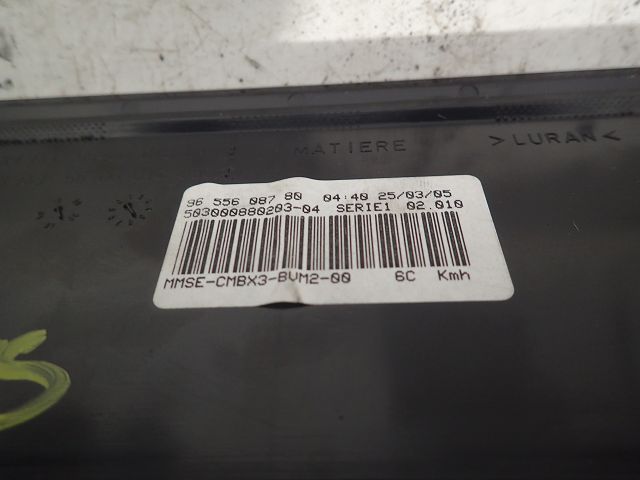 MATIERE >LURAN<
96 556 087 80 04:40 25/03/05
503000880203-04 SERIE1 02.010
MMSE-CMBX3-BVM2-00 6C Kmh